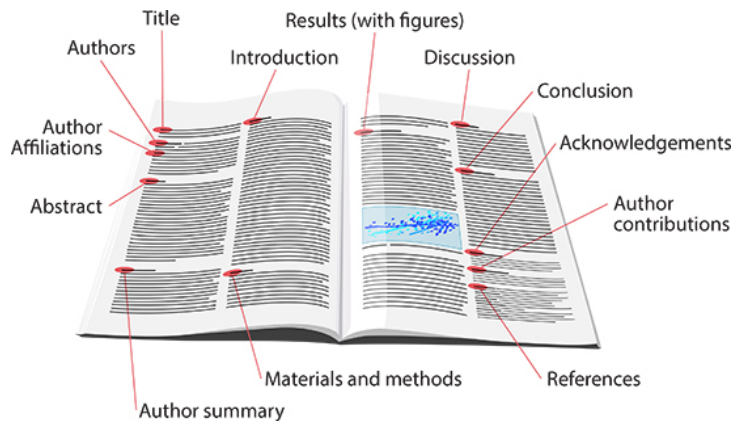 Title
Results (with figures)
Authors
Introduction
Discussion
Conclusion
Author
Affiliations
Acknowledgements
Abstract
Author
contributions
Materials and methods
References
Author summary